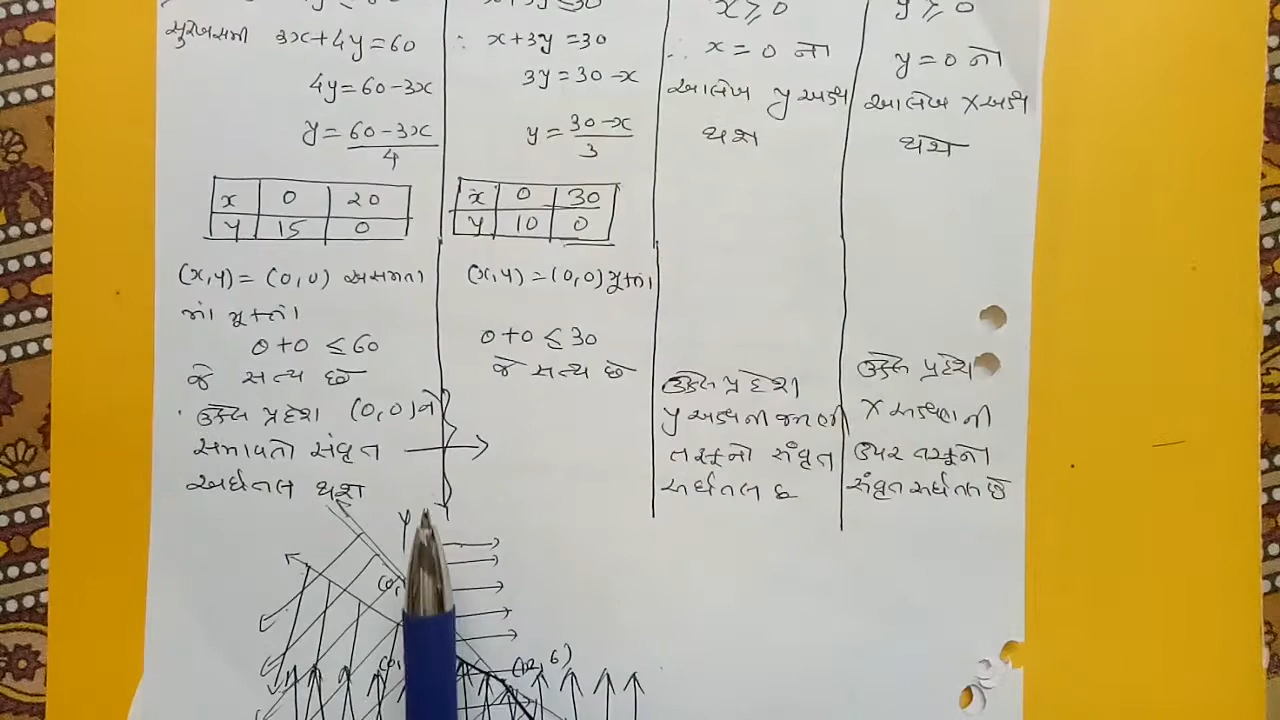 x ≥ 0
y ≥ 0
સુરેખસમી 3x+4y=60
4y=60-3x
y=60-3x/4
x 0 20
y 15 0
(x,y)=(0,0) અસમતા
માં મૂકતાં
0+0 ≤60
જે સત્ય છે
ઉકેલ પ્રદેશ (0,0)ને
સમાવતો સંવૃત
અર્ધતલ થશે
∴ x+3y=30
3y=30-x
y=30-x/3
x 0 30
y 10 0
(x,y)=(0,0)મૂકતાં
0+0 ≤30
જે સત્ય છે
∴ x=0 નો
આલેખ y અક્ષ
થશે
ઉકેલ પ્રદેશ
y અક્ષની જમણી
તરફનો સંવૃત
અર્ધતલ છે
y=0 નો
આલેખ x અક્ષ
થશે
ઉકેલ પ્રદેશ
x અક્ષની
ઉપર તરફનો
સંવૃત અર્ધતલ છે
y
(12,6)